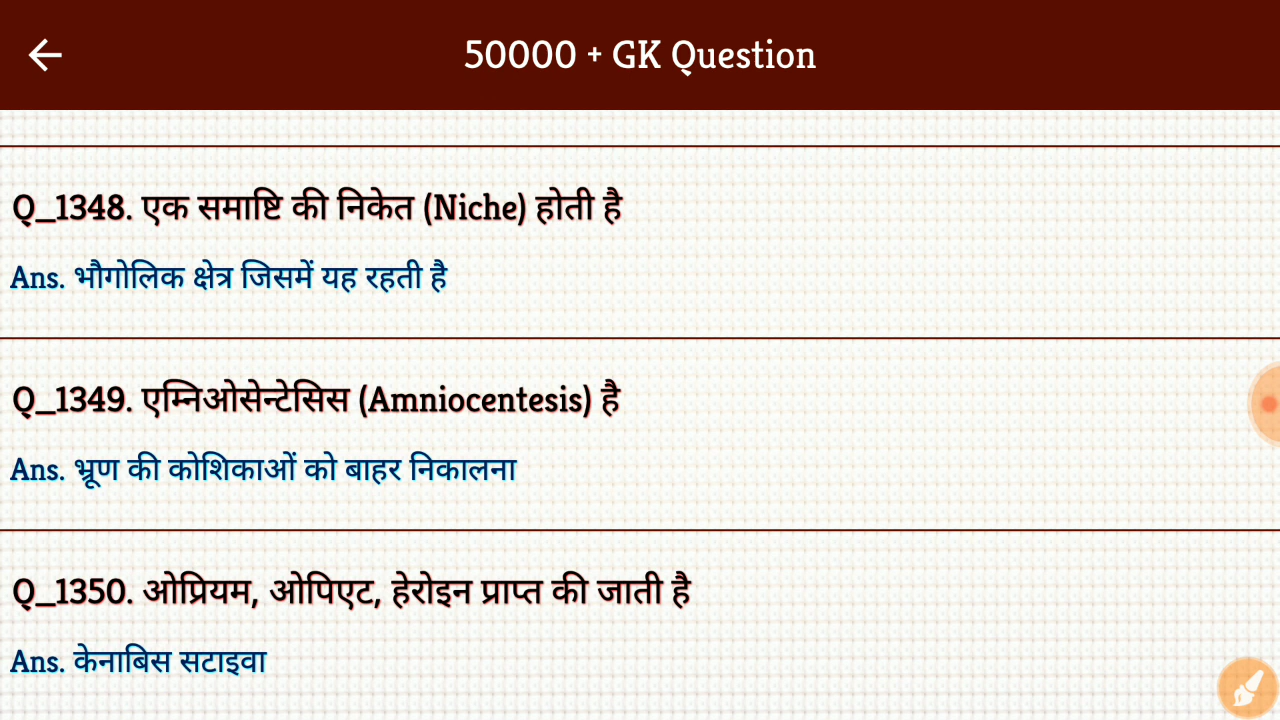 50000 + GK Question
Q_1348. एक समाष्टि की निकेत (Niche) होती है
Ans. भौगोलिक क्षेत्र जिसमें यह रहती है
Q_1349. एम्निओसेन्टेसिस (Amniocentesis) है
Ans. भ्रूण की कोशिकाओं को बाहर निकालना
Q_1350. ओप्रियम, ओपिएट, हेरोइन प्राप्त की जाती है
Ans. केनाबिस सटाइवा